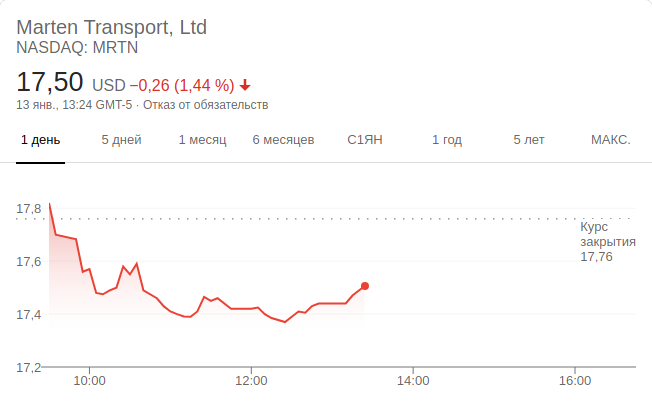 Marten Transport, Ltd
NASDAQ: MRTN
17,50 USD −0,26 (1,44 %)
13 янв., 13:24 GMT-5 · Отказ от обязательств
1 день 5 дней 1 месяц 6 месяцев С1ЯН 1 год 5 лет МАКС.
17,8
Курс
закрытия
17,76
17,6
17,4
17,2
10:00 12:00 14:00 16:00